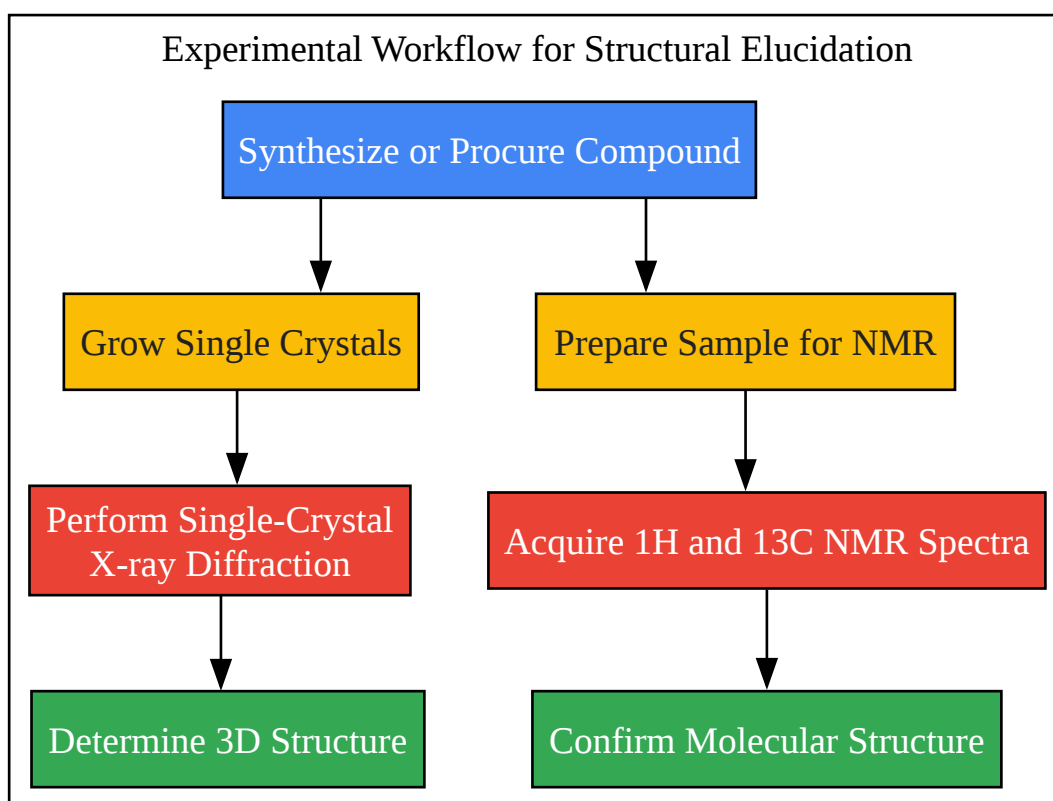 Experimental Workflow for Structural Elucidation
Synthesize or Procure Compound
Grow Single Crystals
Prepare Sample for NMR
Perform Single-Crystal
X-ray Diffraction
Acquire 1H and 13C NMR Spectra
Determine 3D Structure
Confirm Molecular Structure